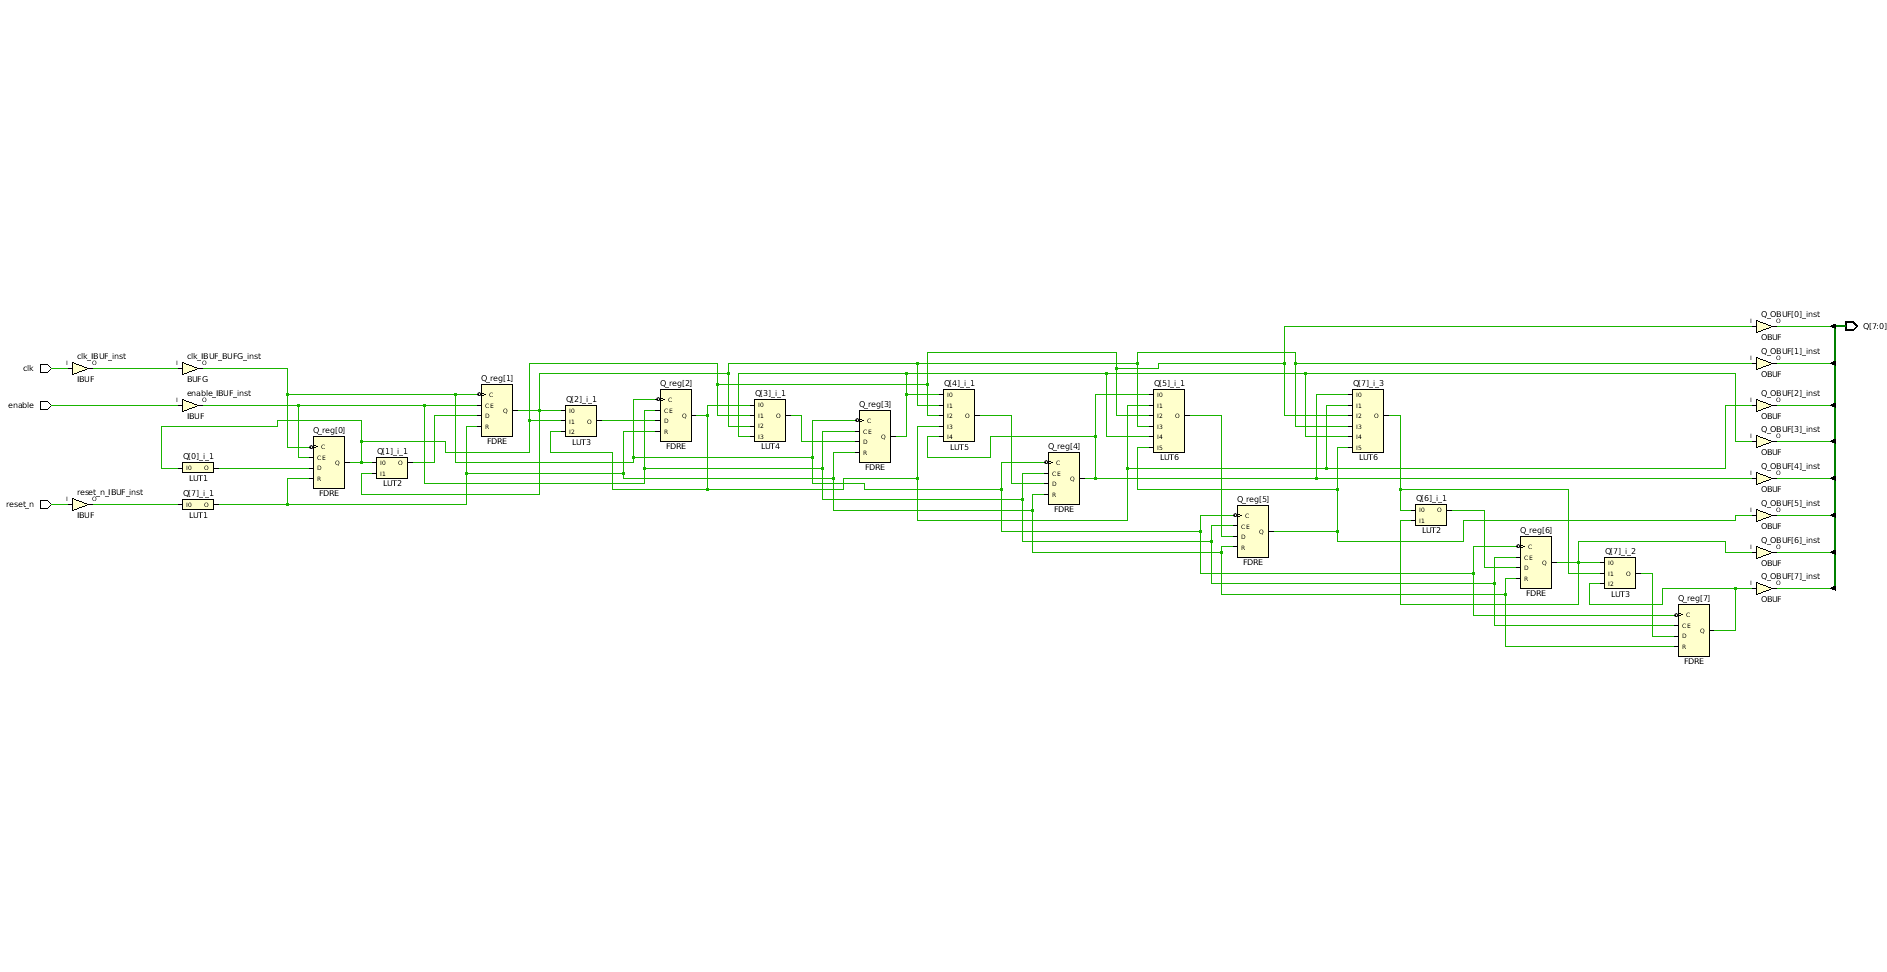 clk
clk_IBUF_inst
I
O
IBUF
clk_IBUF_BUFG_inst
I
O
BUFG
enable
enable_IBUF_inst
I
O
IBUF
reset_n
reset_n_IBUF_inst
I
O
IBUF
Q[0]_i_1
I0 O
LUT1
Q[7]_i_1
I0 O
LUT1
Q_reg[0]
C
CE
D
R
Q
FDRE
Q[1]_i_1
I0 O
I1
LUT2
Q_reg[1]
C
CE
D
R
Q
FDRE
Q[2]_i_1
I0
I1
I2
O
LUT3
Q_reg[2]
C
CE
D
R
Q
FDRE
Q[3]_i_1
I0
I1
I2
I3
O
LUT4
Q_reg[3]
C
CE
D
R
Q
FDRE
Q[4]_i_1
I0
I1
I2
I3
I4
O
LUT5
Q_reg[4]
C
CE
D
R
Q
FDRE
Q[5]_i_1
I0
I1
I2
I3
I4
I5
O
LUT6
Q_reg[5]
C
CE
D
R
Q
FDRE
Q[7]_i_3
I0
I1
I2
I3
I4
I5
O
LUT6
Q[6]_i_1
I0 O
I1
LUT2
Q_reg[6]
C
CE
D
R
Q
FDRE
Q[7]_i_2
I0
I1
I2
O
LUT3
Q_reg[7]
C
CE
D
R
Q
FDRE
Q_OBUF[0]_inst
I
O
OBUF
Q_OBUF[1]_inst
I
O
OBUF
Q_OBUF[2]_inst
I
O
OBUF
Q_OBUF[3]_inst
I
O
OBUF
Q_OBUF[4]_inst
I
O
OBUF
Q_OBUF[5]_inst
I
O
OBUF
Q_OBUF[6]_inst
I
O
OBUF
Q_OBUF[7]_inst
I
O
OBUF
Q[7:0]